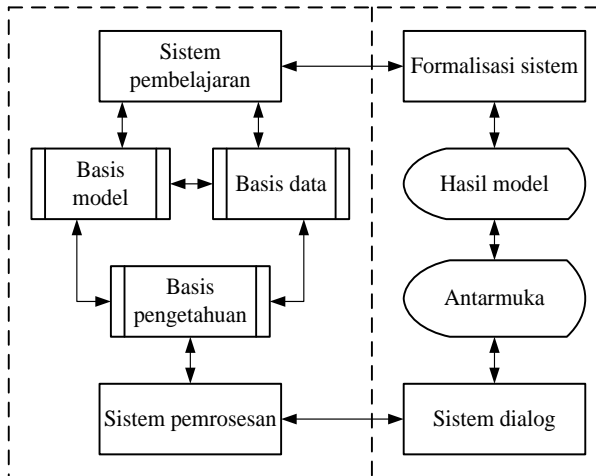 Sistem
pembelajaran
Formalisasi sistem
Basis
model
Basis data
Hasil model
Basis
pengetahuan
Antarmuka
Sistem pemrosesan
Sistem dialog